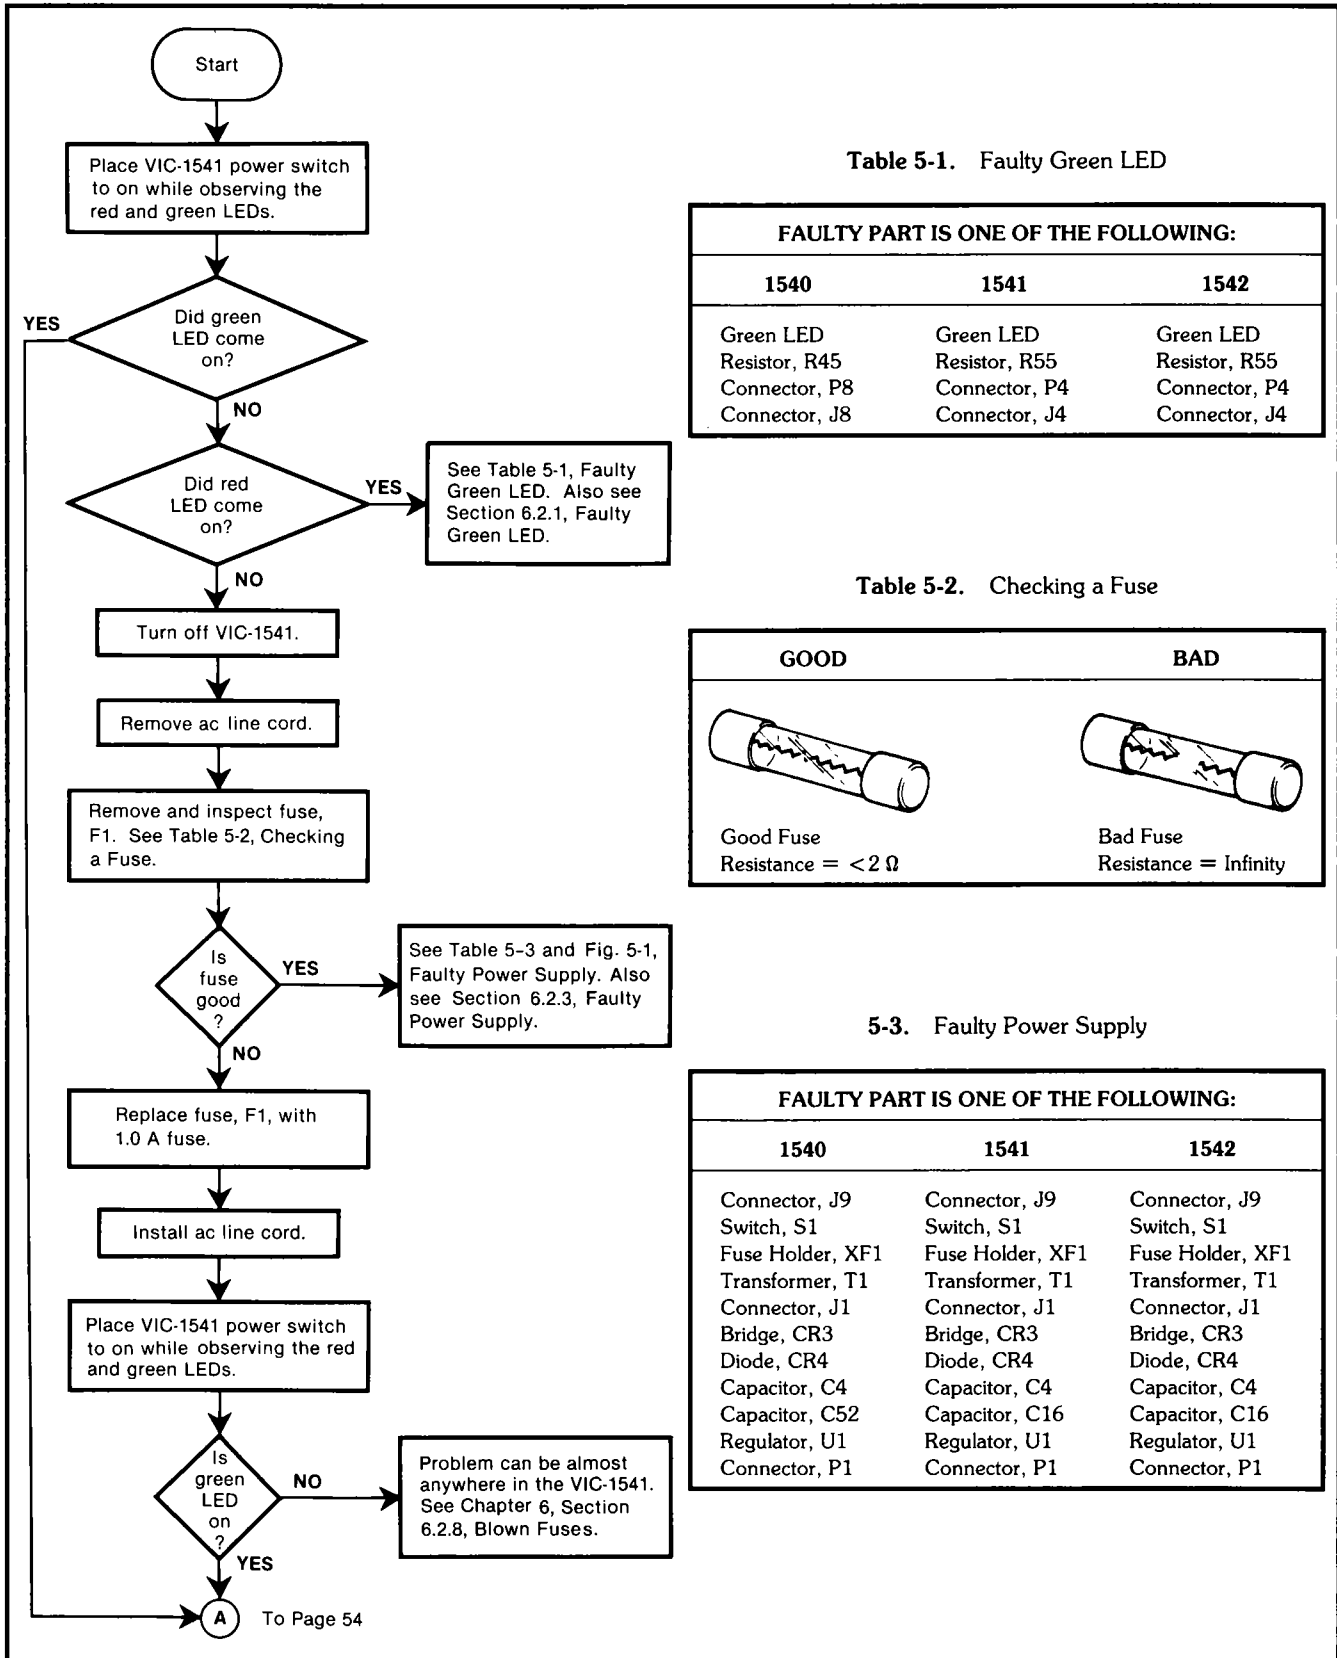 Start
Place VIC-1541 power switch
to on while observing the
red and green LEDs.
Did green
LED come
on?
YES
NO
Did red
LED come
on?
YES
See Table 5-1, Faulty
Green LED. Also see
Section 6.2.1, Faulty
Green LED.
NO
Turn off VIC-1541.
Remove ac line cord.
Remove and inspect fuse,
F1. See Table 5-2, Checking
a Fuse.
Is
fuse
good
?
YES
See Table 5-3 and Fig. 5-1,
Faulty Power Supply. Also
see Section 6.2.3, Faulty
Power Supply.
NO
Replace fuse, F1, with
1.0 A fuse.
Install ac line cord.
Place VIC-1541 power switch
to on while observing the red
and green LEDs.
Is
green
LED
on
?
NO
Problem can be almost
anywhere in the VIC-1541.
See Chapter 6, Section
6.2.8, Blown Fuses.
YES
A To Page 54
Table 5-1. Faulty Green LED
FAULTY PART IS ONE OF THE FOLLOWING:
1540 1541 1542
Green LED Green LED Green LED
Resistor, R45 Resistor, R55 Resistor, R55
Connector, P8 Connector, P4 Connector, P4
Connector, J8 Connector, J4 Connector, J4
Table 5-2. Checking a Fuse
GOOD BAD
Good Fuse Bad Fuse
Resistance = <2 Ω Resistance = Infinity
5-3. Faulty Power Supply
FAULTY PART IS ONE OF THE FOLLOWING:
1540 1541 1542
Connector, J9 Connector, J9 Connector, J9
Switch, S1 Switch, S1 Switch, S1
Fuse Holder, XF1 Fuse Holder, XF1 Fuse Holder, XF1
Transformer, T1 Transformer, T1 Transformer, T1
Connector, J1 Connector, J1 Connector, J1
Bridge, CR3 Bridge, CR3 Bridge, CR3
Diode, CR4 Diode, CR4 Diode, CR4
Capacitor, C4 Capacitor, C4 Capacitor, C4
Capacitor, C52 Capacitor, C16 Capacitor, C16
Regulator, U1 Regulator, U1 Regulator, U1
Connector, P1 Connector, P1 Connector, P1